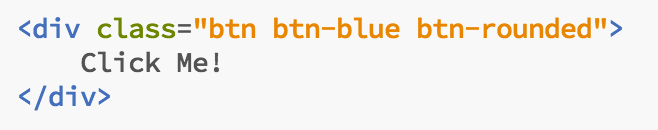 <div class="btn btn-blue btn-rounded">
    Click Me!
</div>